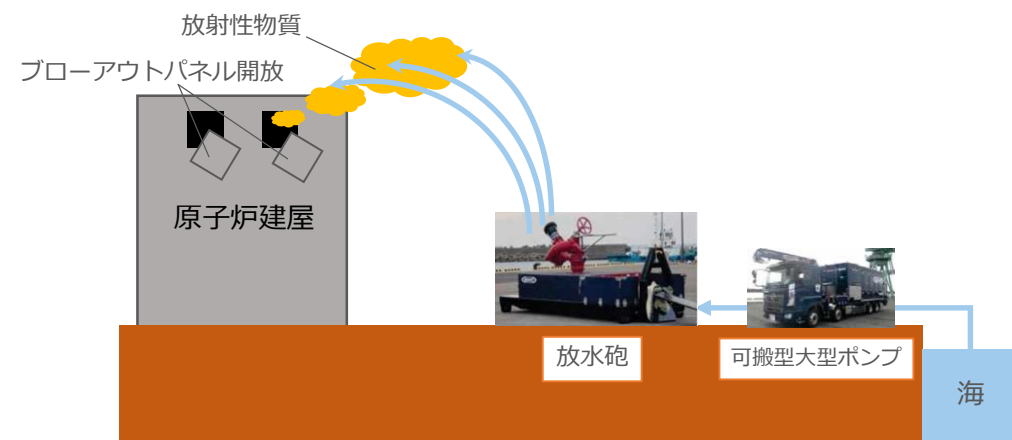 放射性物質
ブローアウトパネル開放
原子炉建屋
放水砲
可搬型大型ポンプ
海